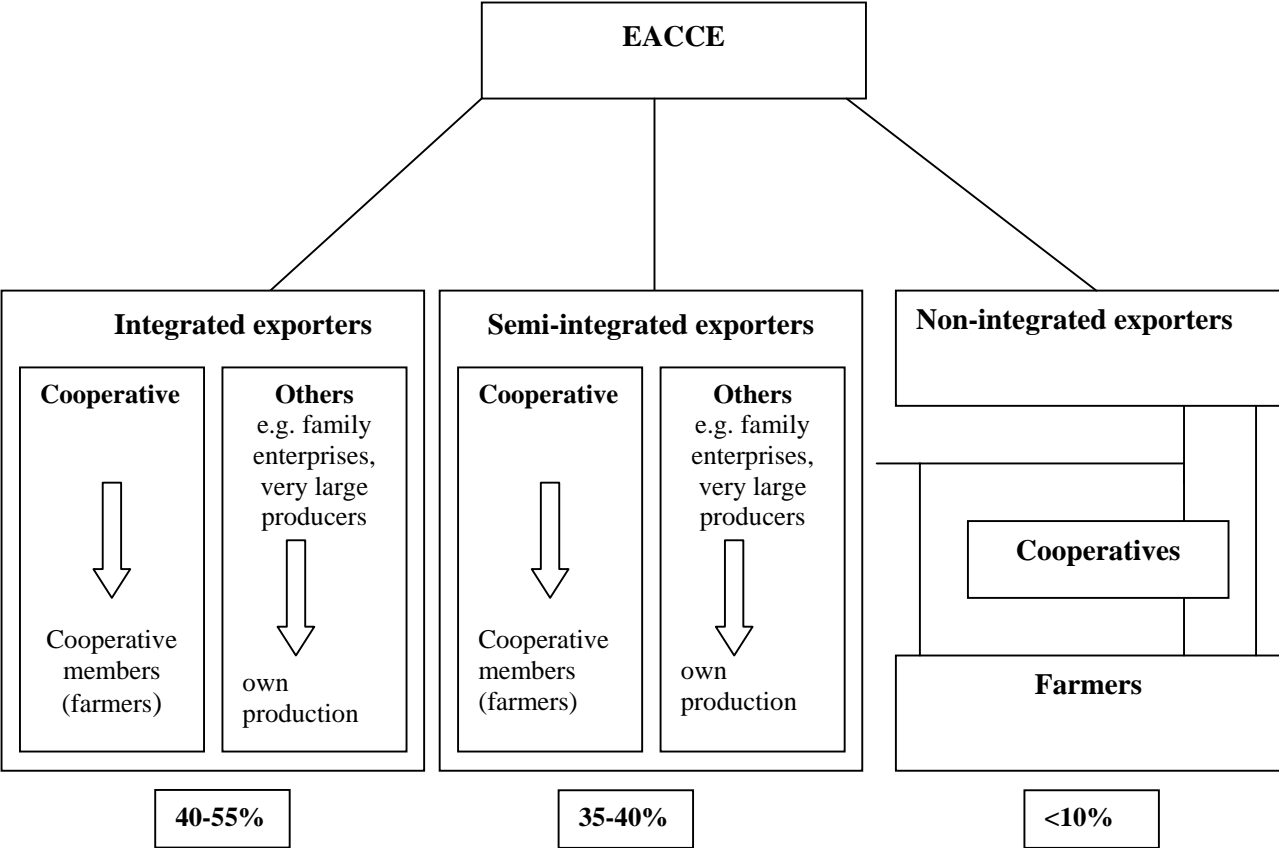 EACCE
Integrated exporters
Cooperative
Cooperative
members
(farmers)
Others
e.g. family
enterprises,
very large
producers
own
production
40-55%
Semi-integrated exporters
Cooperative
Cooperative
members
(farmers)
Others
e.g. family
enterprises,
very large
producers
own
production
35-40%
Non-integrated exporters
Cooperatives
Farmers
<10%